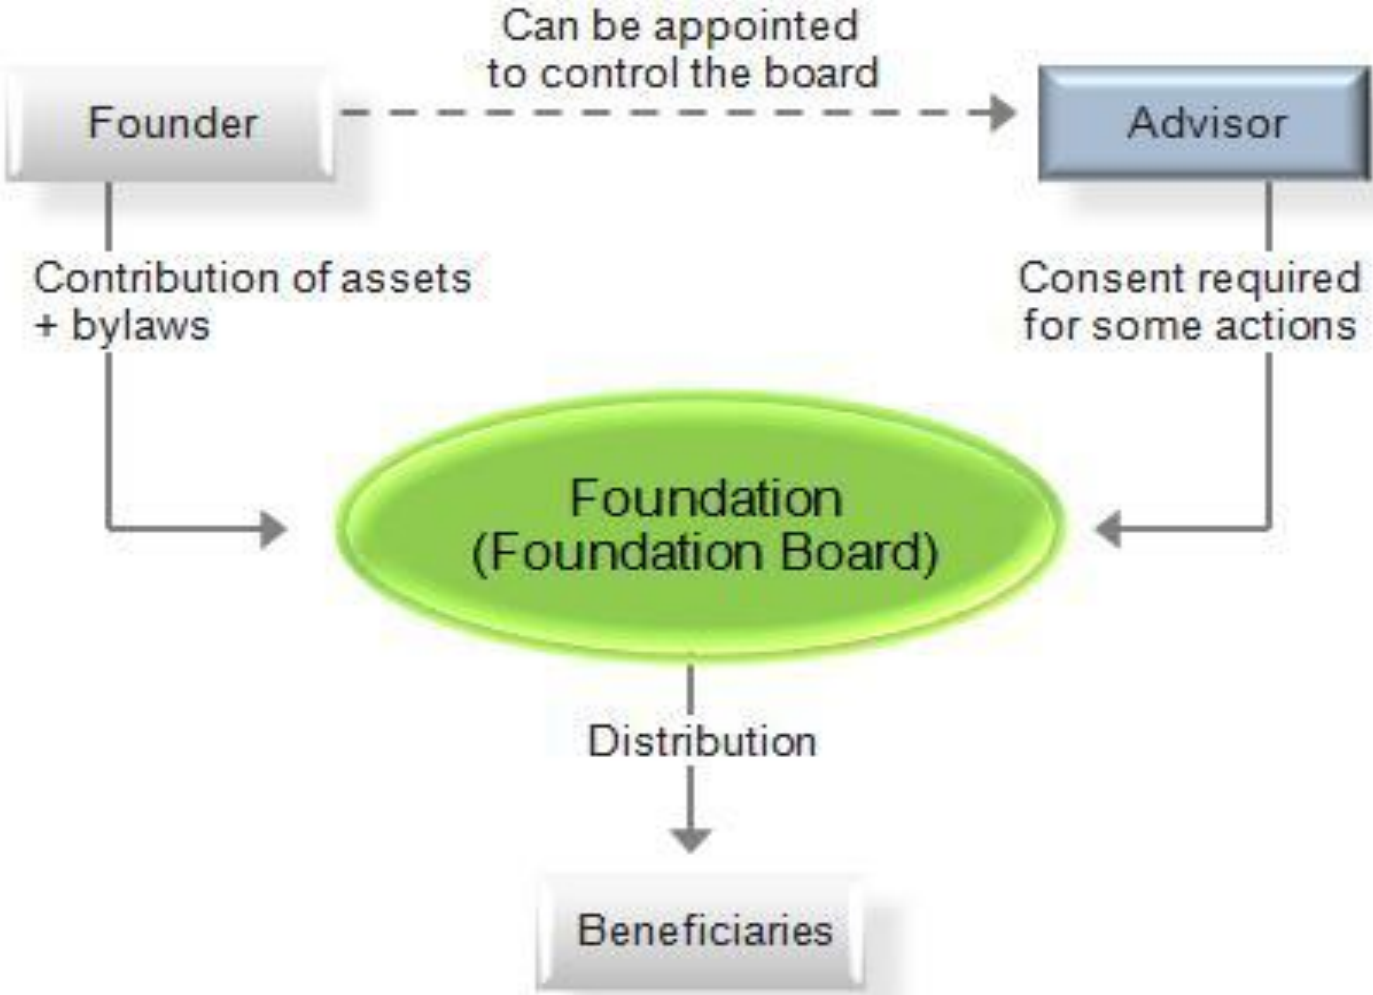 Can be appointed
to control the board
Founder
Advisor
Contribution of assets
+ bylaws
Consent required
for some actions
Foundation
(Foundation Board)
Distribution
Beneficiaries